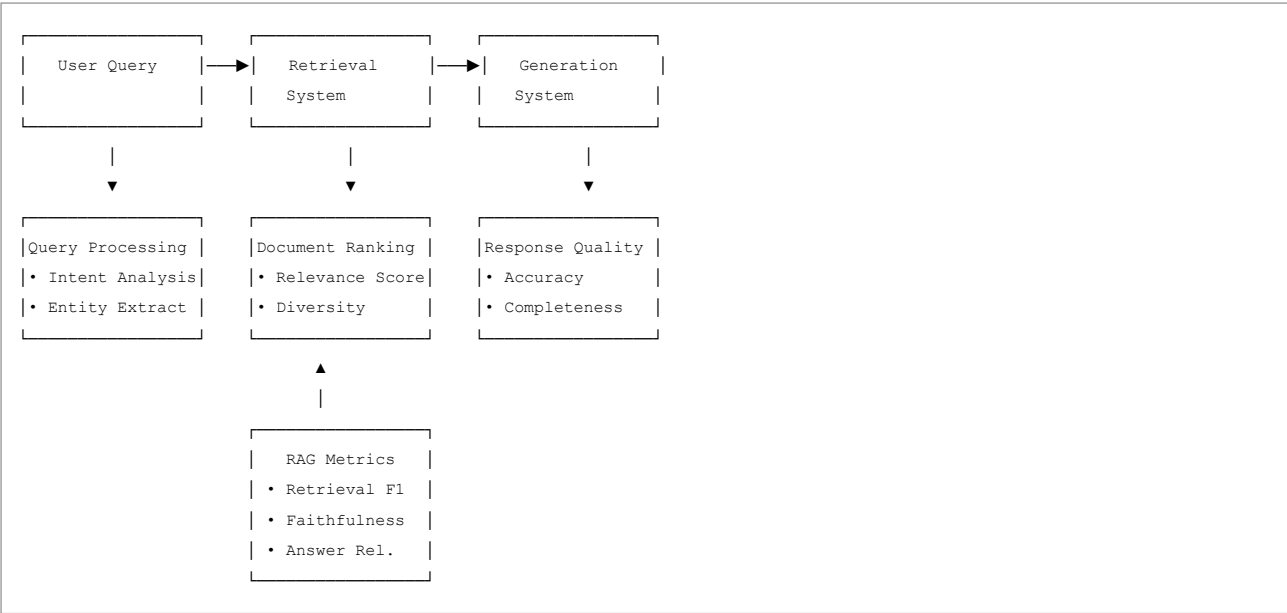 User Query
Retrieval
System
Generation
System
Query Processing
• Intent Analysis
• Entity Extract
Document Ranking
• Relevance Score
• Diversity
Response Quality
• Accuracy
• Completeness
RAG Metrics
• Retrieval F1
• Faithfulness
• Answer Rel.